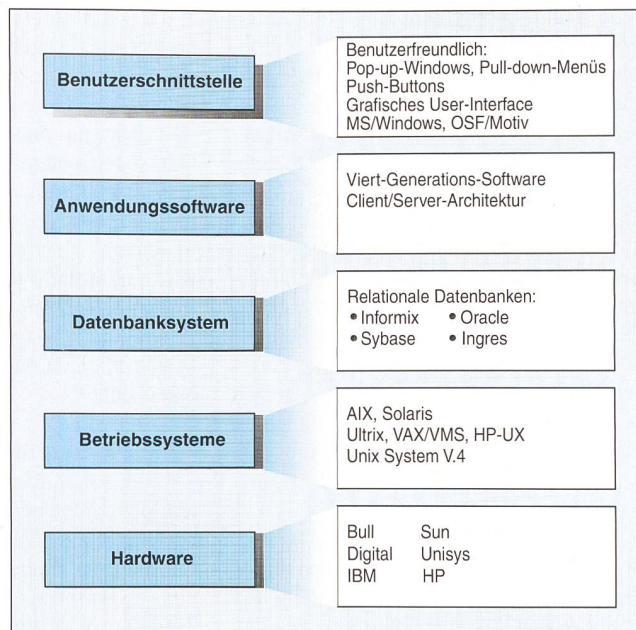 Benutzerschnittstelle
Benutzerfreundlich:
Pop-up-Windows, Pull-down-Menüs
Push-Buttons
Grafisches User-Interface
MS/Windows, OSF/Motiv
Anwendungssoftware
Viert-Generations-Software
Client/Server-Architektur
Datenbanksystem
Relationale Datenbanken:
• Informix • Oracle
• Sybase • Ingres
Betriebssysteme
AIX, Solaris
Ultrix, VAX/VMS, HP-UX
Unix System V.4
Hardware
Bull Sun
Digital Unisys
IBM HP